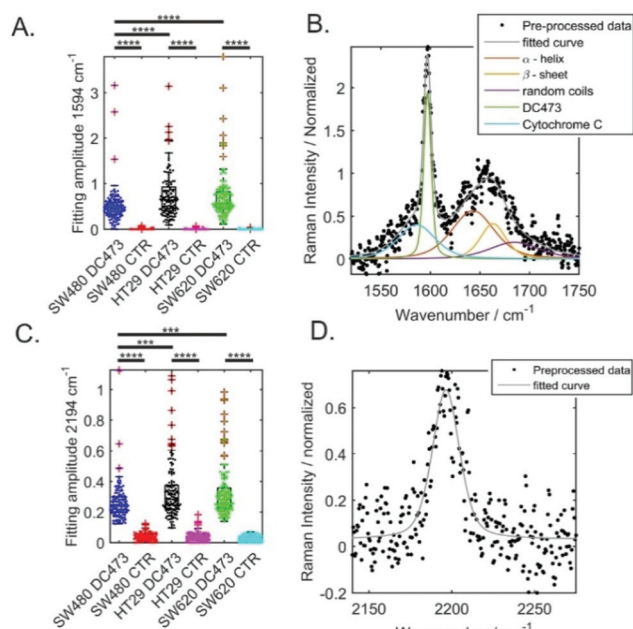 A.
****
****
**** **** ****
Fitting amplitude 1594 cm-1
3
2
1
0
SW480 DC473
SW480 CTR
HT29 DC473
HT29 CTR
SW620 DC473
SW620 CTR
B.
Raman Intensity / Normalized
2
1
0.5
0
1550 1600 1650 1700 1750
Wavenumber / cm-1
Pre-processed data
fitted curve
α - helix
β - sheet
random coils
DC473
Cytochrome C
C.
***
***
**** **** ****
Fitting amplitude 2194 cm-1
1
0.8
0.6
0.4
0.2
0
SW480 DC473
SW480 CTR
HT29 DC473
HT29 CTR
SW620 DC473
SW620 CTR
D.
Raman Intensity / normalized
0.6
0.4
0.2
0
-0.2
2150 2200 2250
Preprocessed data
fitted curve